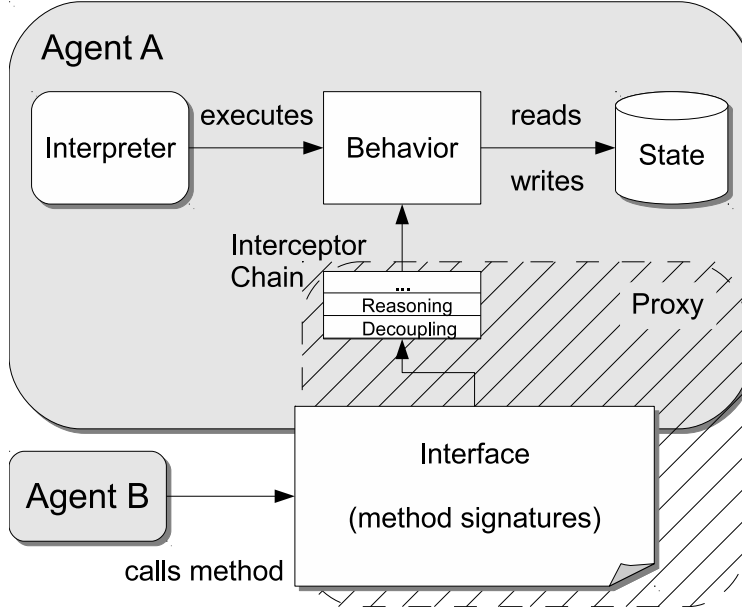 Agent A
executes
reads
Interpreter
Behavior
State
writes
Interceptor
Chain
...
Reasoning
Decoupling
Proxy
Interface
(method signatures)
Agent B
calls method